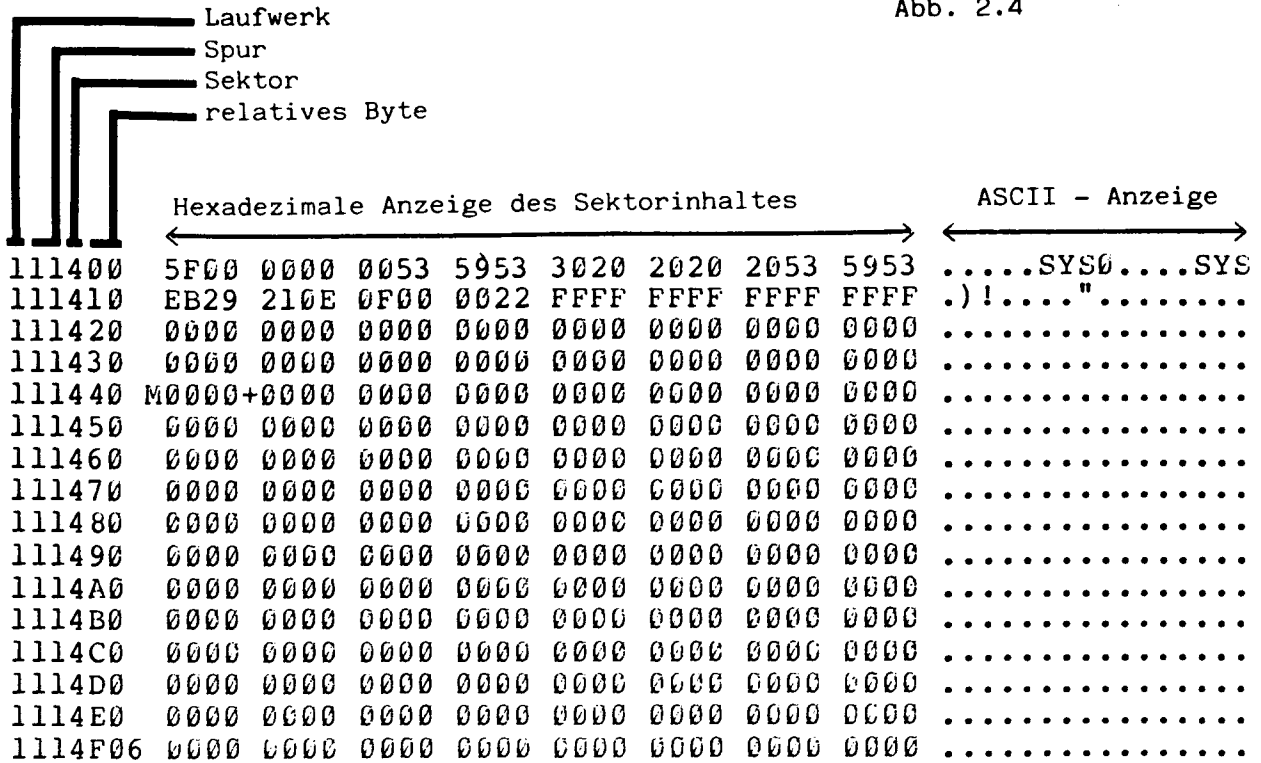 Abb. 2.4
Laufwerk
Spur
Sektor
relatives Byte
Hexadezimale Anzeige des Sektorinhaltes
ASCII – Anzeige
111400 5F00 0000 0053 5953 3020 2020 2053 5953 .....SYS0....SYS
111410 EB29 210E 0F00 0022 FFFF FFFF FFFF FFFF .)!...."........
111420 0000 0000 0000 0000 0000 0000 0000 0000 ................
111430 0000 0000 0000 0000 0000 0000 0000 0000 ................
111440 M0000+0000 0000 0000 0000 0000 0000 0000 ................
111450 0000 0000 0000 0000 0000 0000 0000 0000 ................
111460 0000 0000 0000 0000 0000 0000 0000 0000 ................
111470 0000 0000 0000 0000 0000 0000 0000 0000 ................
111480 0000 0000 0000 0000 0000 0000 0000 0000 ................
111490 0000 0000 0000 0000 0000 0000 0000 0000 ................
1114A0 0000 0000 0000 0000 0000 0000 0000 0000 ................
1114B0 0000 0000 0000 0000 0000 0000 0000 0000 ................
1114C0 0000 0000 0000 0000 0000 0000 0000 0000 ................
1114D0 0000 0000 0000 0000 0000 0000 0000 0000 ................
1114E0 0000 0000 0000 0000 0000 0000 0000 0000 ................
1114F06 0000 0000 0000 0000 0000 0000 0000 0000 ................